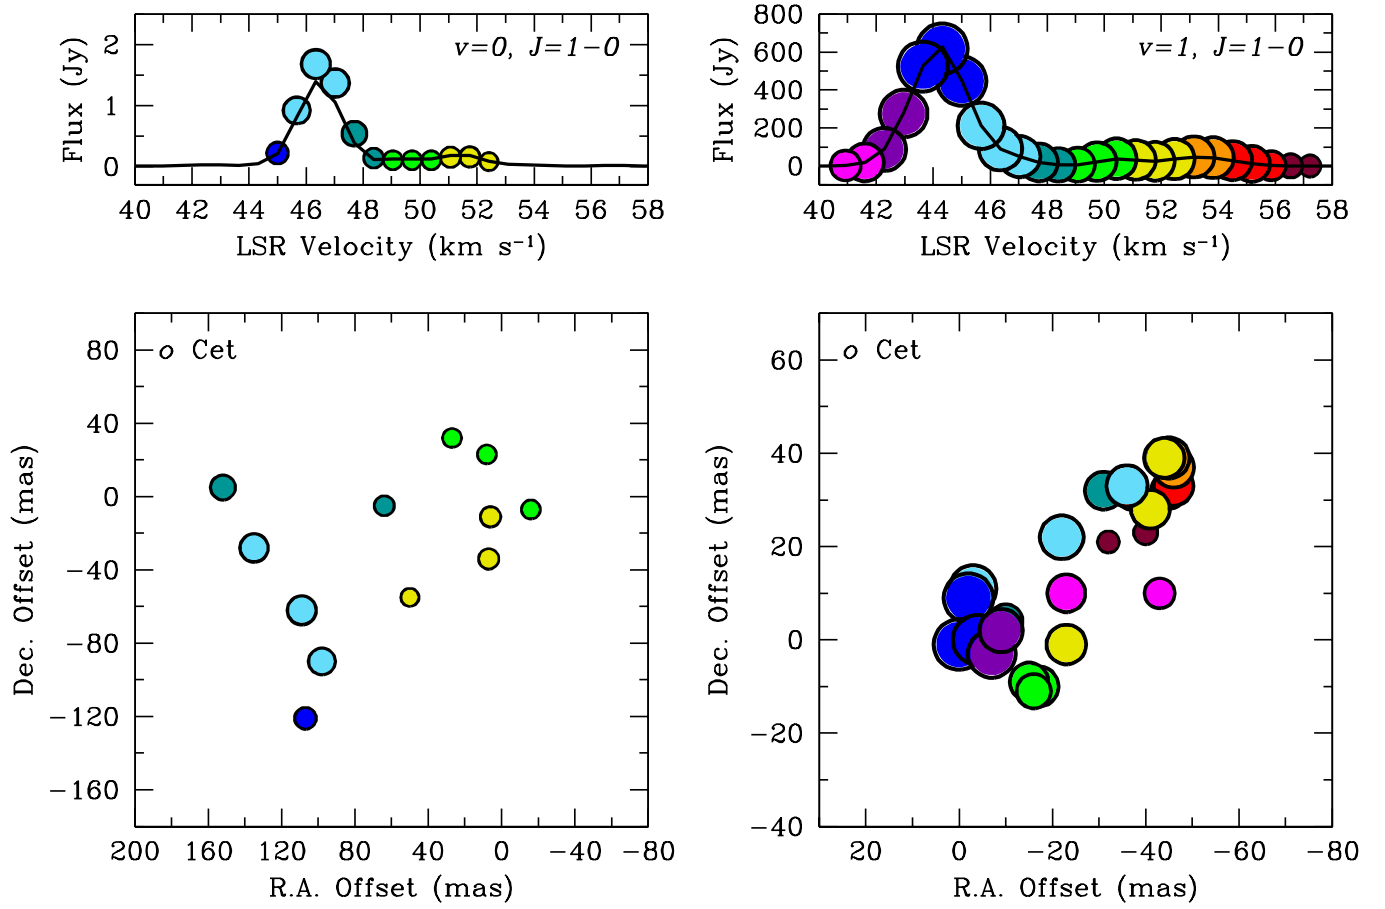 v=0, J=1−0
Flux (Jy)
2
1
0
40 42 44 46 48 50 52 54 56 58
LSR Velocity (km s⁻¹)
v=1, J=1−0
Flux (Jy)
800
600
400
200
0
40 42 44 46 48 50 52 54 56 58
LSR Velocity (km s⁻¹)
o Cet
Dec. Offset (mas)
80
40
0
−40
−80
−120
−160
200 160 120 80 40 0 −40 −80
R.A. Offset (mas)
o Cet
Dec. Offset (mas)
60
40
20
0
−20
−40
20 0 −20 −40 −60 −80
R.A. Offset (mas)